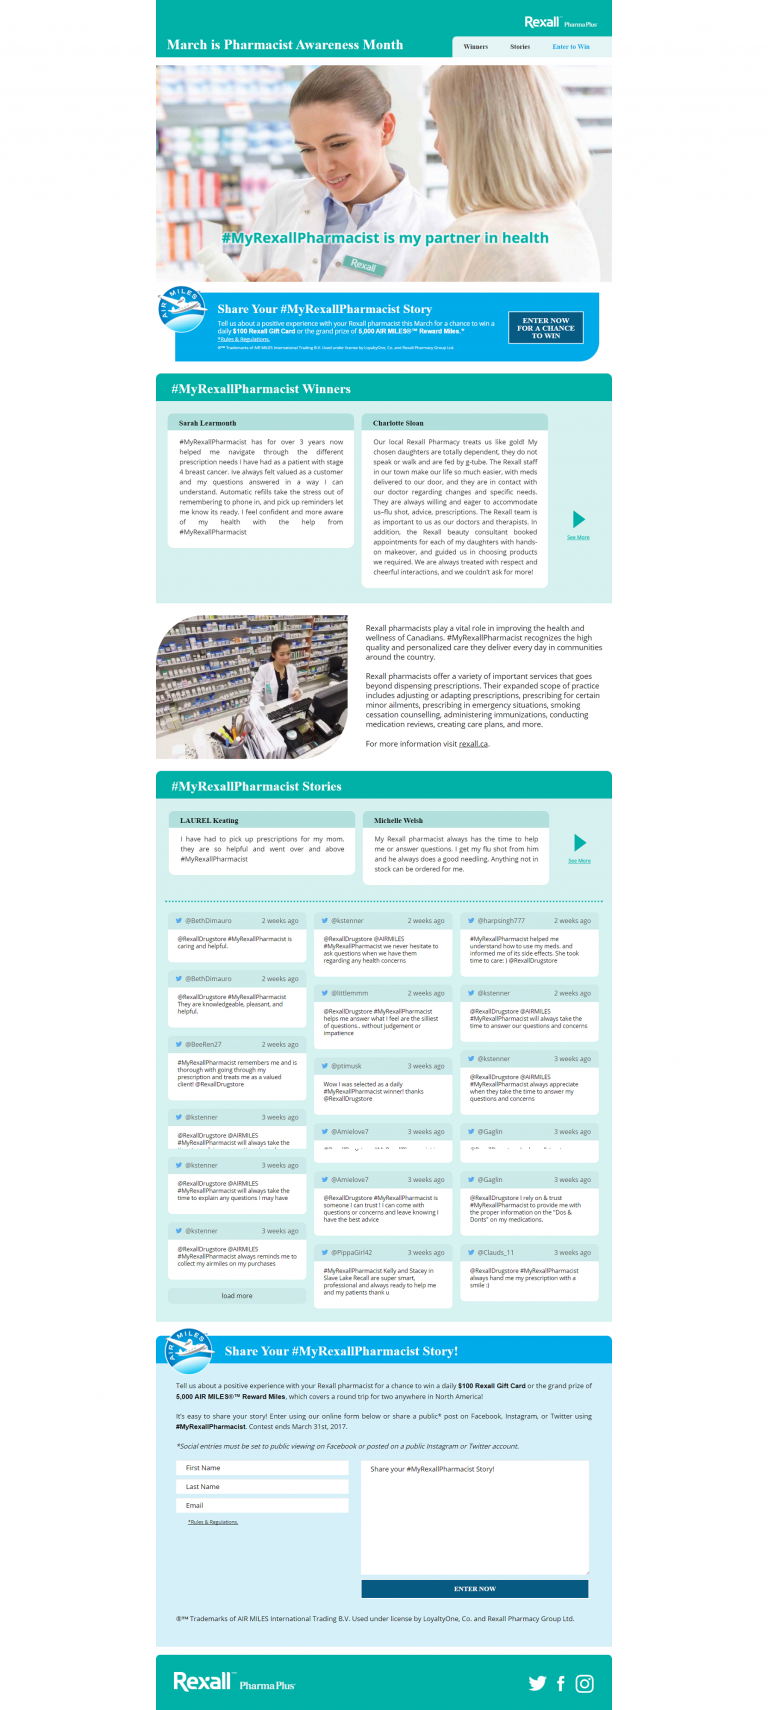 Rexall PharmaPlus
March is Pharmacist Awareness Month
Winners Stories Enter to Win
#MyRexallPharmacist is my partner in health
Rexall
AIR MILES
Share Your #MyRexallPharmacist Story
Tell us about a positive experience with your Rexall pharmacist this March for a chance to win a
daily $100 Rexall Gift Card or the grand prize of 5,000 AIR MILES®™ Reward Miles.*
*Rules & Regulations.
®™ Trademarks of AIR MILES International Trading B.V. Used under license by LoyaltyOne, Co. and Rexall Pharmacy Group Ltd.
ENTER NOW
FOR A CHANCE
TO WIN
#MyRexallPharmacist Winners
Sarah Learmonth
#MyRexallPharmacist has for over 3 years now
helped me navigate through the different
prescription needs I have had as a patient with stage
4 breast cancer. Ive always felt valued as a customer
and my questions answered in a way I can
understand. Automatic refills take the stress out of
remembering to phone in, and pick up reminders let
me know its ready. I feel confident and more aware
of my health with the help from
#MyRexallPharmacist
Charlotte Sloan
Our local Rexall Pharmacy treats us like gold! My
chosen daughters are totally dependent, they do not
speak or walk and are fed by g-tube. The Rexall staff
in our town make our life so much easier, with meds
delivered to our door, and they are in contact with
our doctor regarding changes and specific needs.
They are always willing and eager to accommodate
us–flu shot, advice, prescriptions. The Rexall team is
as important to us as our doctors and therapists. In
addition, the Rexall beauty consultant booked
appointments for each of my daughters with hands-
on makeover, and guided us in choosing products
we required. We are always treated with respect and
cheerful interactions, and we couldn't ask for more!
See More
Rexall pharmacists play a vital role in improving the health and
wellness of Canadians. #MyRexallPharmacist recognizes the high
quality and personalized care they deliver every day in communities
around the country.
Rexall pharmacists offer a variety of important services that goes
beyond dispensing prescriptions. Their expanded scope of practice
includes adjusting or adapting prescriptions, prescribing for certain
minor ailments, prescribing in emergency situations, smoking
cessation counselling, administering immunizations, conducting
medication reviews, creating care plans, and more.
For more information visit rexall.ca.
#MyRexallPharmacist Stories
LAUREL Keating
I have had to pick up prescriptions for my mom.
they are so helpful and went over and above
#MyRexallPharmacist
Michelle Welsh
My Rexall pharmacist always has the time to help
me or answer questions. I get my flu shot from him
and he always does a good needling. Anything not in
stock can be ordered for me.
See More
@BethDimauro 2 weeks ago
@RexallDrugstore #MyRexallPharmacist is
caring and helpful.
@BethDimauro 2 weeks ago
@RexallDrugstore #MyRexallPharmacist
They are knowledgeable, pleasant, and
helpful.
@BeeRen27 2 weeks ago
#MyRexallPharmacist remembers me and is
thorough with going through my
prescription and treats me as a valued
client! @RexallDrugstore
@kstenner 3 weeks ago
@RexallDrugstore @AIRMILES
#MyRexallPharmacist will always take the
@kstenner 3 weeks ago
@RexallDrugstore @AIRMILES
#MyRexallPharmacist will always take the
time to explain any questions I may have
@kstenner 3 weeks ago
@RexallDrugstore @AIRMILES
#MyRexallPharmacist always reminds me to
collect my airmiles on my purchases
load more
@kstenner 2 weeks ago
@RexallDrugstore @AIRMILES
#MyRexallPharmacist we never hesitate to
ask questions when we have them
regarding any health concerns
@littlemmm 2 weeks ago
@RexallDrugstore #MyRexallPharmacist
helps me answer what I feel are the silliest
of questions.. without judgement or
impatience
@ptimusk 3 weeks ago
Wow I was selected as a daily
#MyRexallPharmacist winner! thanks
@RexallDrugstore
@Amielove7 3 weeks ago
@Amielove7 3 weeks ago
@RexallDrugstore #MyRexallPharmacist is
someone I can trust ! I can come with
questions or concerns and leave knowing I
have the best advice
@PippaGirl42 3 weeks ago
#MyRexallPharmacist Kelly and Stacey in
Slave Lake Recall are super smart,
professional and always ready to help me
and my patients thank u
@harpsingh777 2 weeks ago
#MyRexallPharmacist helped me
understand how to use my meds. and
informed me of its side effects. She took
time to care: ) @RexallDrugstore
@kstenner 2 weeks ago
@RexallDrugstore @AIRMILES
#MyRexallPharmacist will always take the
time to answer our questions and concerns
@kstenner 3 weeks ago
@RexallDrugstore @AIRMILES
#MyRexallPharmacist always appreciate
when they take the time to answer my
questions and concerns
@Gaglin 3 weeks ago
@Gaglin 3 weeks ago
@RexallDrugstore I rely on & trust
#MyRexallPharmacist to provide me with
the proper information on the "Dos &
Donts" on my medications.
@Clauds_11 3 weeks ago
@RexallDrugstore #MyRexallPharmacist
always hand me my prescription with a
smile :)
AIR MILES
Share Your #MyRexallPharmacist Story!
Tell us about a positive experience with your Rexall pharmacist for a chance to win a daily $100 Rexall Gift Card or the grand prize of
5,000 AIR MILES®™ Reward Miles, which covers a round trip for two anywhere in North America!
It's easy to share your story! Enter using our online form below or share a public* post on Facebook, Instagram, or Twitter using
#MyRexallPharmacist. Contest ends March 31st, 2017.
*Social entries must be set to public viewing on Facebook or posted on a public Instagram or Twitter account.
First Name
Last Name
Email
*Rules & Regulations.
Share your #MyRexallPharmacist Story!
ENTER NOW
®™ Trademarks of AIR MILES International Trading B.V. Used under license by LoyaltyOne, Co. and Rexall Pharmacy Group Ltd.
Rexall PharmaPlus